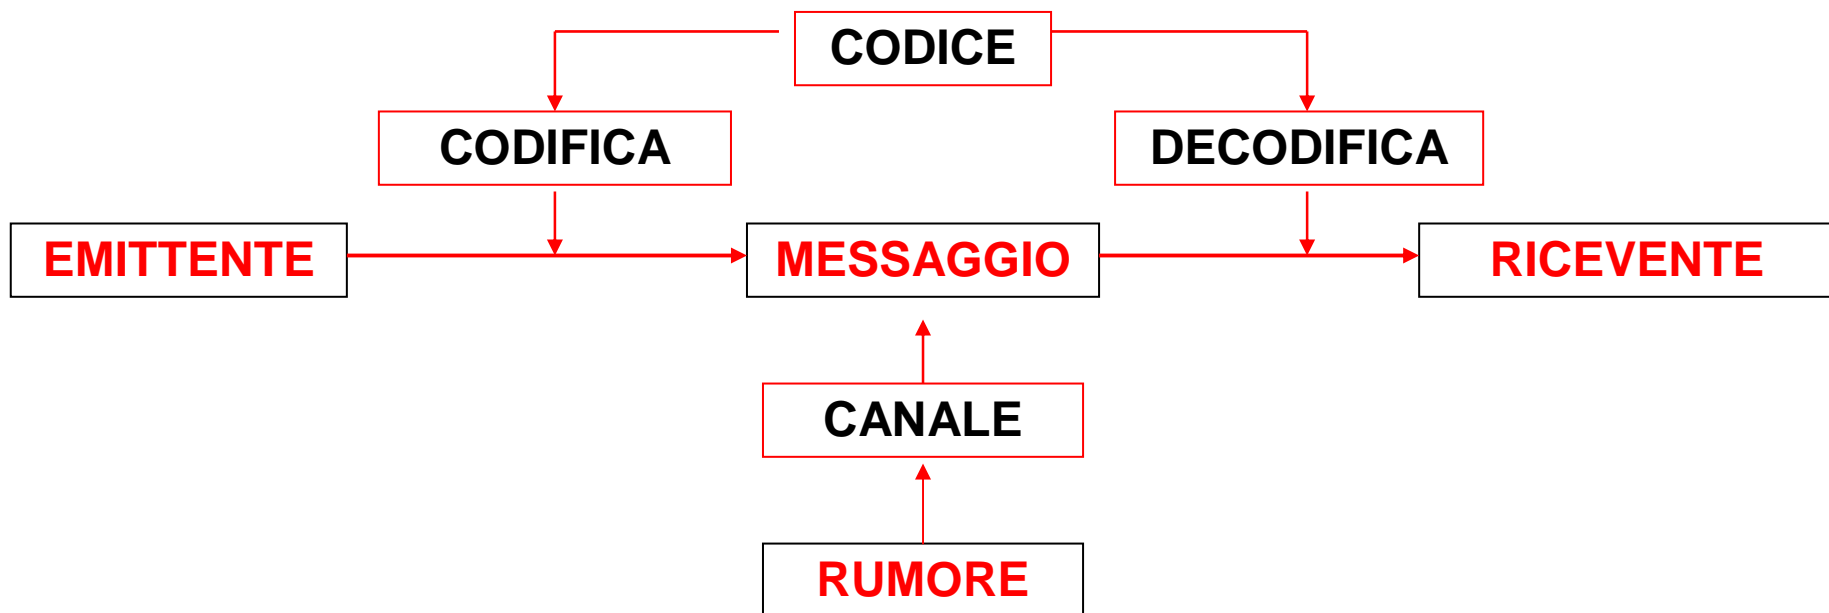 CODICE
CODIFICA
DECODIFICA
EMITTENTE
MESSAGGIO
RICEVENTE
CANALE
RUMORE